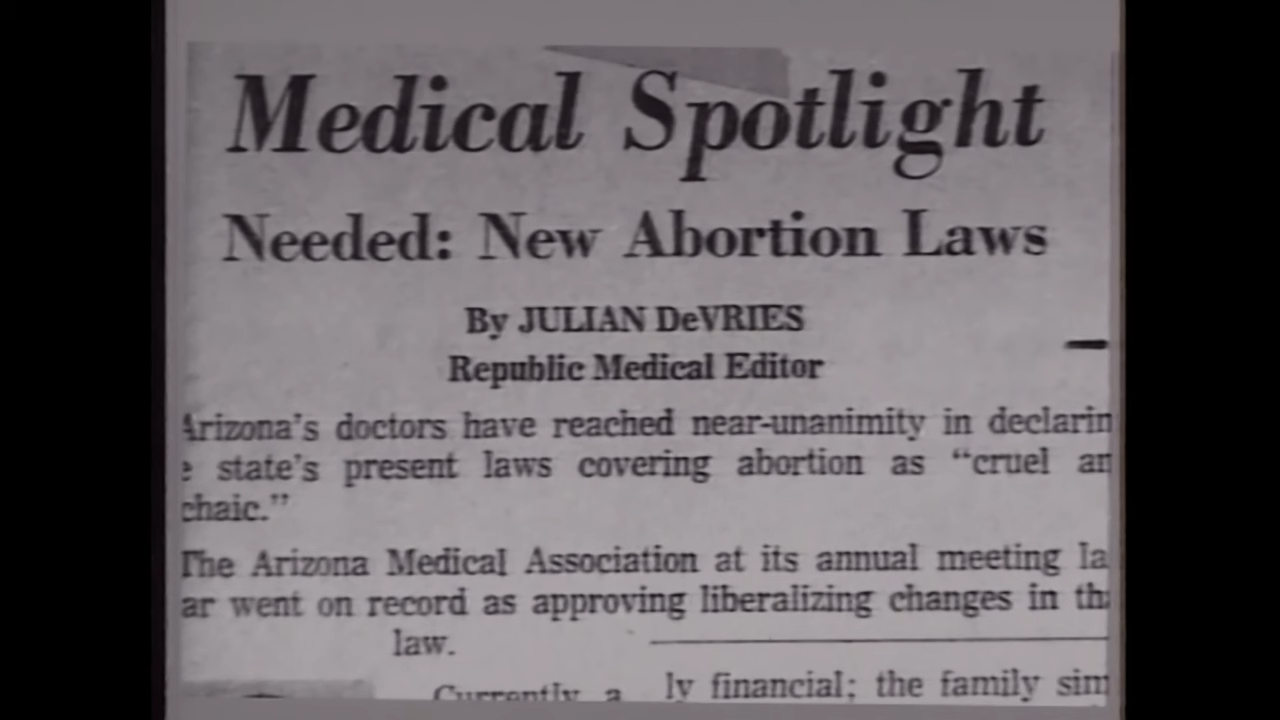 Medical Spotlight
Needed: New Abortion Laws
By JULIAN DeVRIES
Republic Medical Editor
Arizona's doctors have reached near-unanimity in declarin
e state's present laws covering abortion as "cruel an
chaic."
The Arizona Medical Association at its annual meeting la
ar went on record as approving liberalizing changes in th
law.
Currently a
ly financial; the family sim